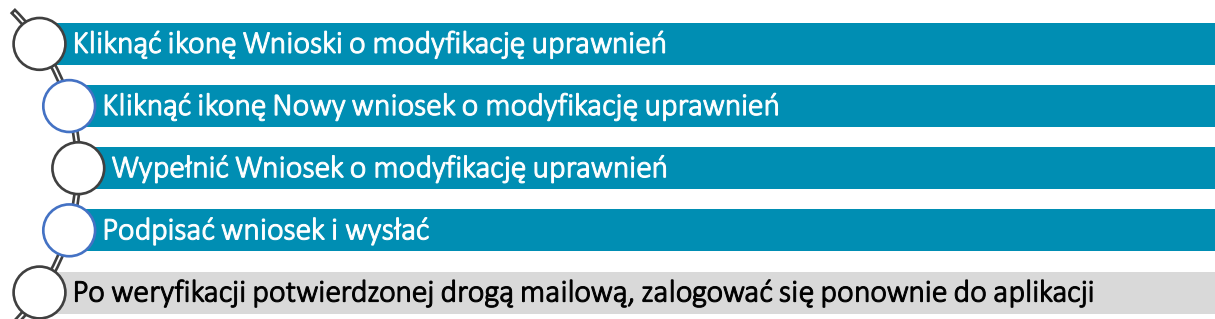 Kliknąć ikonę Wnioski o modyfikację uprawnień
Kliknąć ikonę Nowy wniosek o modyfikację uprawnień
Wypełnić Wniosek o modyfikację uprawnień
Podpisać wniosek i wysłać
Po weryfikacji potwierdzonej drogą mailową, zalogować się ponownie do aplikacji